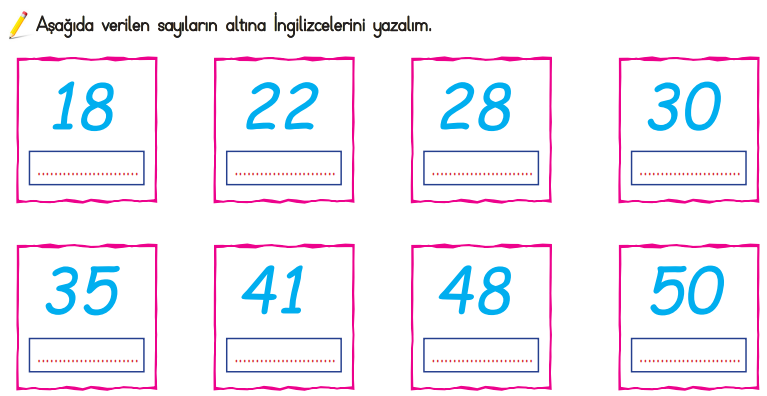 Aşağıda verilen sayıların altına İngilizcelerini yazalım.
18 22 28 30
35 41 48 50